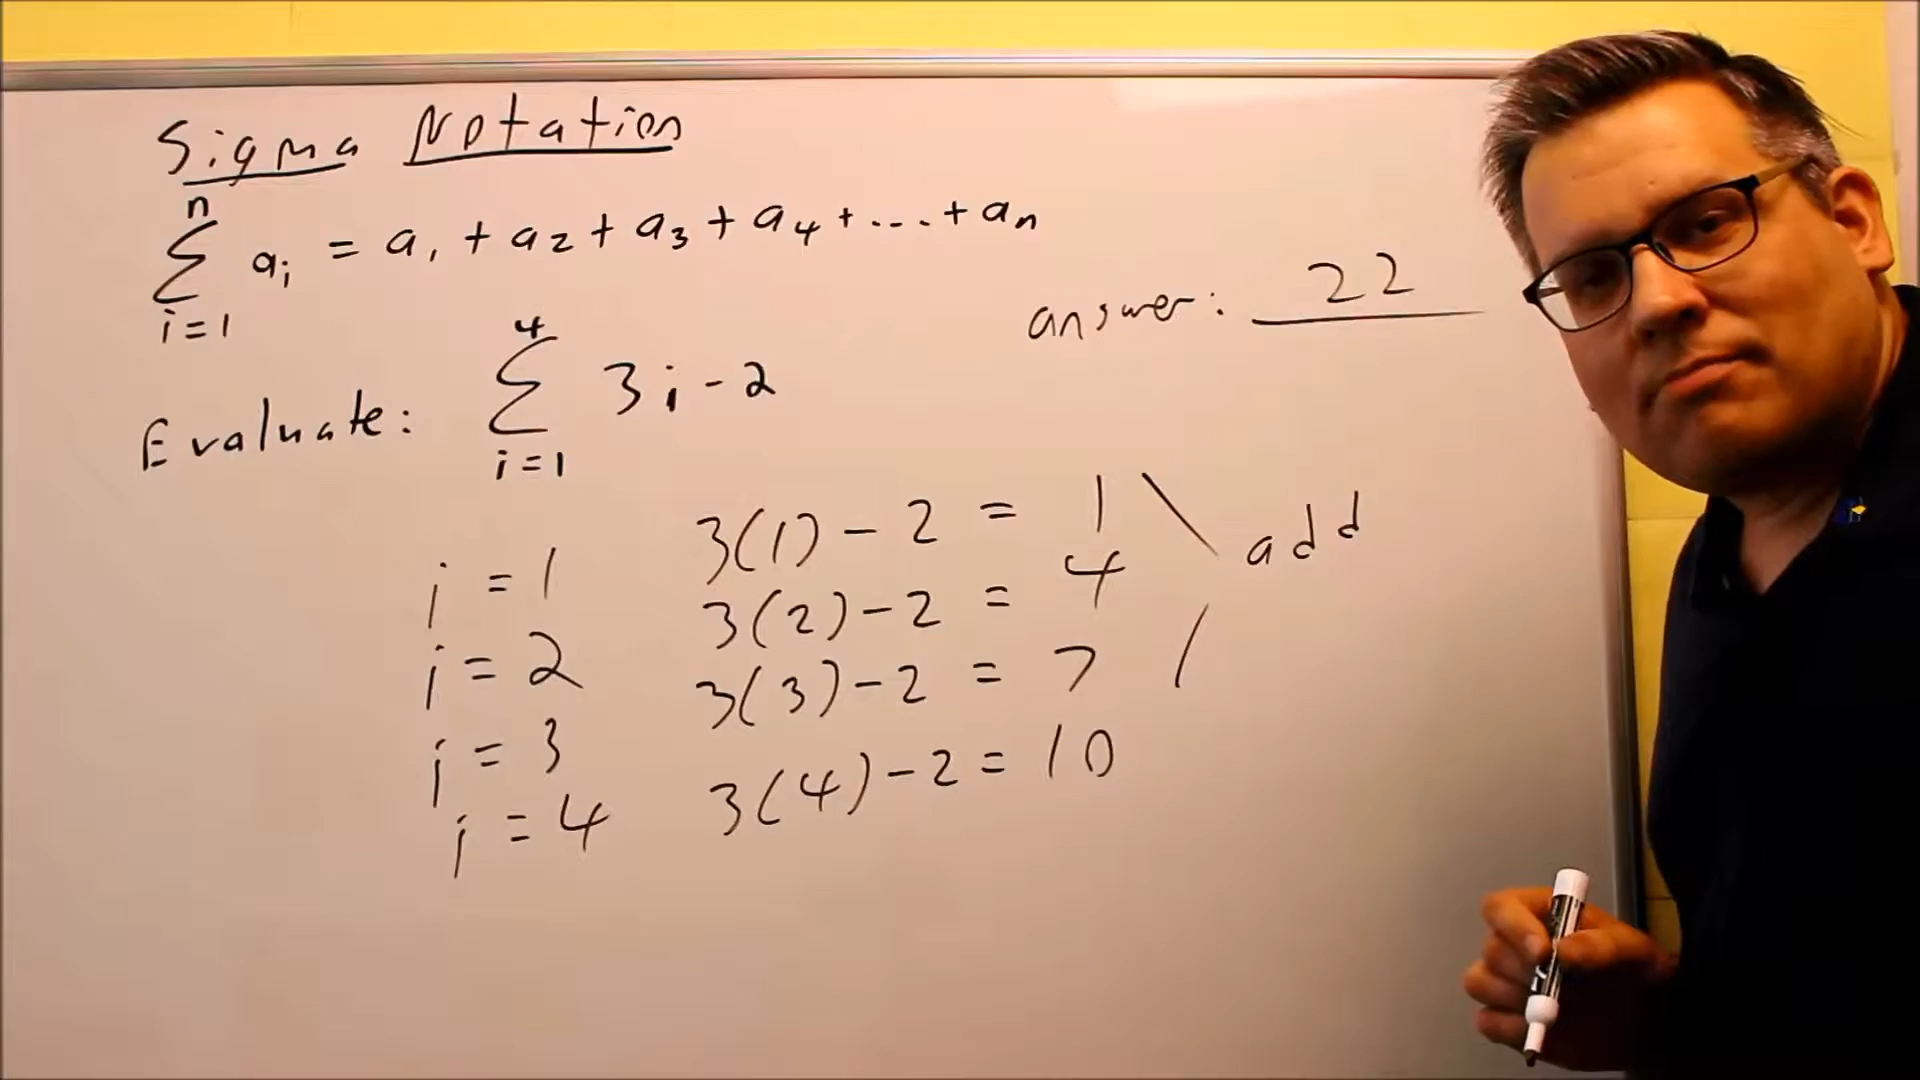 Sigma Notation
n
∑ aᵢ = a₁ + a₂ + a₃ + a₄ + ... + aₙ
i = 1
answer: 22
4
Evaluate: ∑ 3i - 2
i = 1
i = 1 3(1) - 2 = 1
add
i = 2 3(2) - 2 = 4
i = 3 3(3) - 2 = 7
i = 4 3(4) - 2 = 10